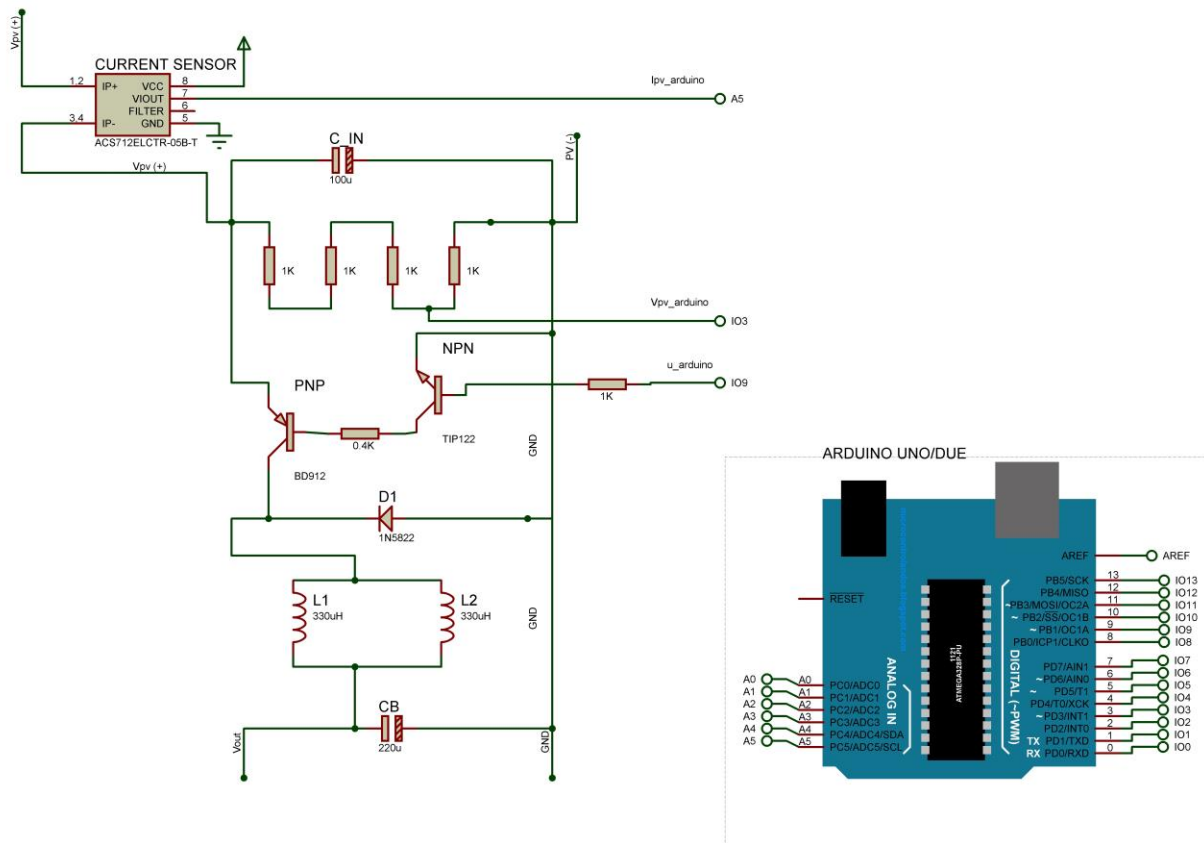 Vpv (+)
CURRENT SENSOR
1,2
IP+
VCC
8
VIOUT
7
FILTER
6
3,4
IP-
GND
5
ACS712ELCTR-05B-T
Ipv_arduino
A5
Vpv (+)
C_IN
100u
PV (-)
1K
1K
1K
1K
Vpv_arduino
IO3
NPN
u_arduino
IO9
1K
PNP
0.4K
TIP122
BD912
GND
D1
1N5822
L1
330uH
L2
330uH
GND
CB
220u
Vout
GND
ARDUINO UNO/DUE
AREF
AREF
RESET
PB5/SCK
13
IO13
PB4/MISO
12
IO12
~PB3/MOSI/OC2A
11
IO11
~ PB2/SS/OC1B
10
IO10
~ PB1/OC1A
9
IO9
PB0/ICP1/CLKO
8
IO8
1121
ATMEGA328P-PU
DIGITAL (~PWM)
ANALOG IN
PD7/AIN1
7
IO7
~ PD6/AIN0
6
IO6
~ PD5/T1
5
IO5
PD4/T0/XCK
4
IO4
~ PD3/INT1
3
IO3
PD2/INT0
2
IO2
TX PD1/TXD
1
IO1
RX PD0/RXD
0
IO0
A0
A0
PC0/ADC0
A1
A1
PC1/ADC1
A2
A2
PC2/ADC2
A3
A3
PC3/ADC3
A4
A4
PC4/ADC4/SDA
A5
A5
PC5/ADC5/SCL